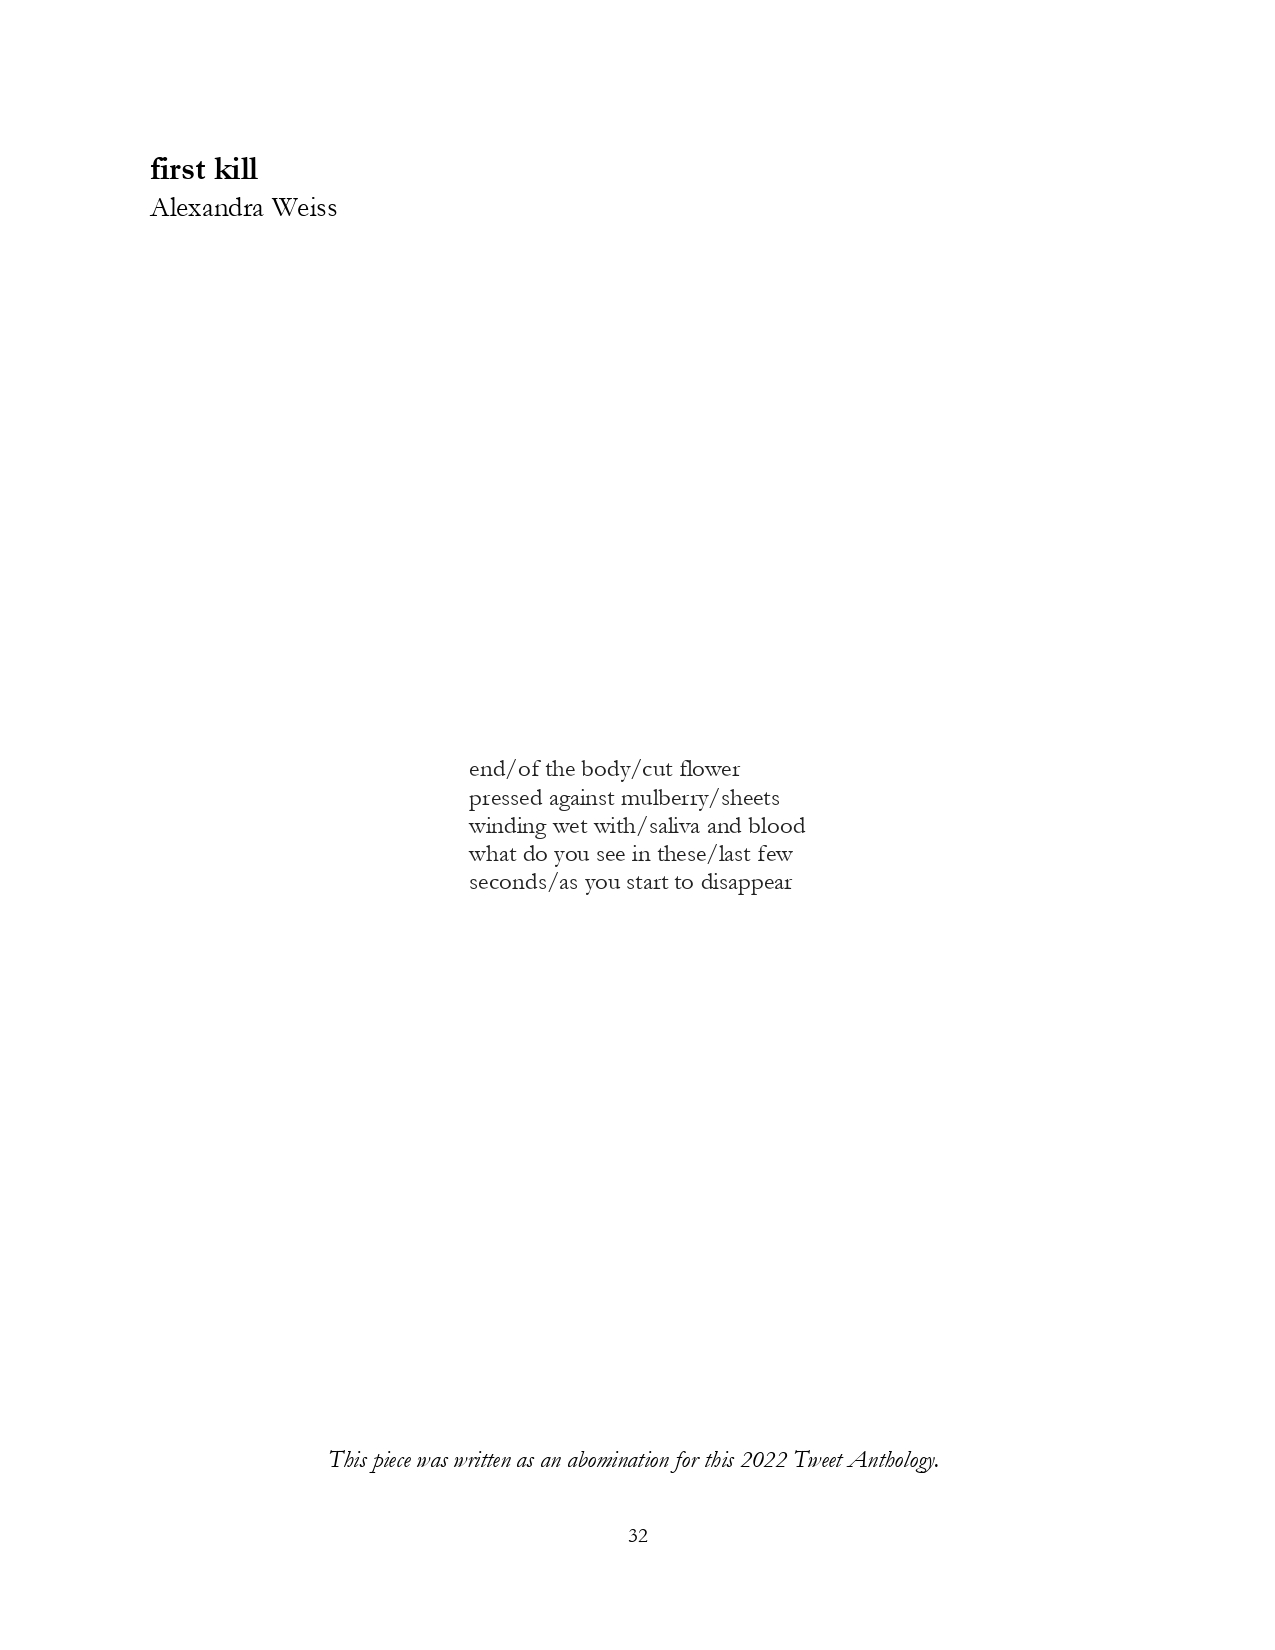 first kill
Alexandra Weiss
end/of the body/cut flower
pressed against mulberry/sheets
winding wet with/saliva and blood
what do you see in these/last few
seconds/as you start to disappear
This piece was written as an abomination for this 2022 Tweet Anthology.
32